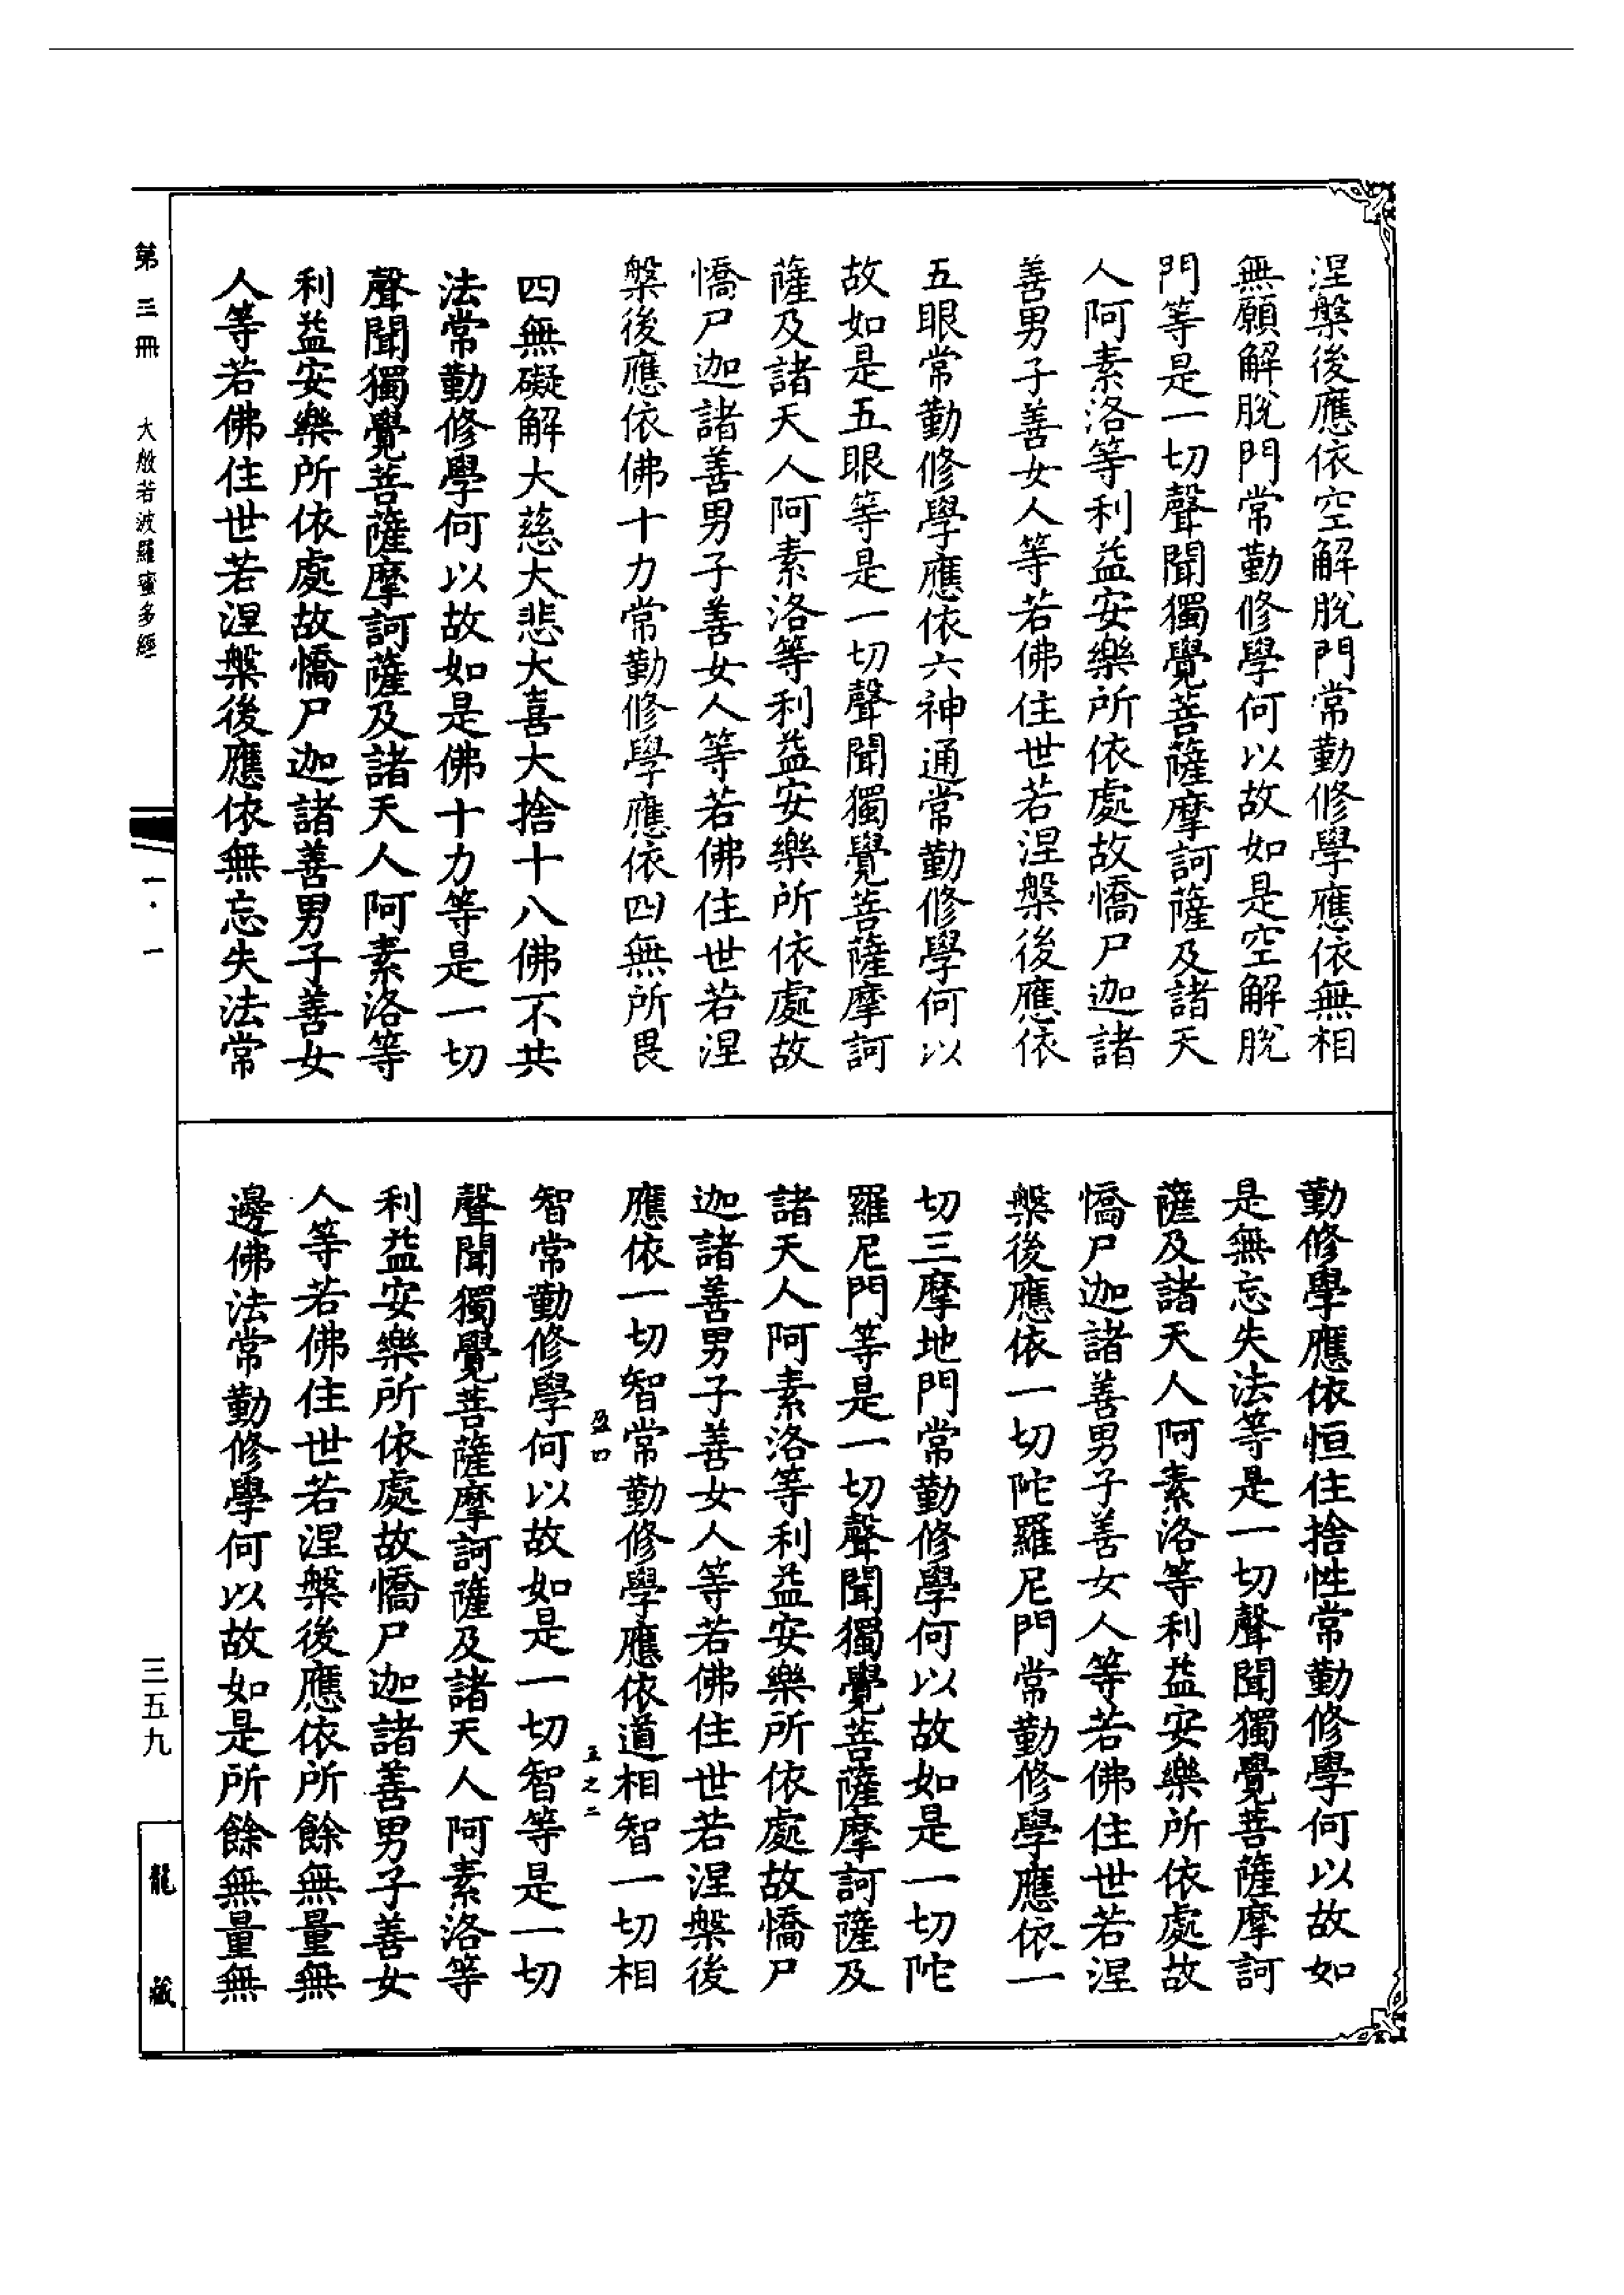 涅槃後應依空解脫門常勤修學應依無相
無願解脫門常勤修學何以故如是空解脫
門等是一切聲聞獨覺菩薩摩訶薩及諸天
人阿素洛等利益安樂所依處故憍尸迦諸
善男子善女人等若佛住世若涅槃後應依
五眼常勤修學應依六神通常勤修學何以
故如是五眼等是一切聲聞獨覺菩薩摩訶
薩及諸天人阿素洛等利益安樂所依處故
憍尸迦諸善男子善女人等若佛住世若涅
槃後應依佛十力常勤修學應依四無所畏
四無礙解大慈大悲大喜大捨十八佛不共
法常勤修學何以故如是佛十力等是一切
聲聞獨覺菩薩摩訶薩及諸天人阿素洛等
利益安樂所依處故憍尸迦諸善男子善女
人等若佛住世若涅槃後應依無忘失法常
勤修學應依恒住捨性常勤修學何以故如
是無忘失法等是一切聲聞獨覺菩薩摩訶
薩及諸天人阿素洛等利益安樂所依處故
憍尸迦諸善男子善女人等若佛住世若涅
槃後應依一切陀羅尼門常勤修學應依一
切三摩地門常勤修學何以故如是一切陀
羅尼門等是一切聲聞獨覺菩薩摩訶薩及
諸天人阿素洛等利益安樂所依處故憍尸
迦諸善男子善女人等若佛住世若涅槃後
應依一切智常勤修學應依道相智一切相
盈四
五之二
智常勤修學何以故如是一切智等是一切
聲聞獨覺菩薩摩訶薩及諸天人阿素洛等
利益安樂所依處故憍尸迦諸善男子善女
人等若佛住世若涅槃後應依所餘無量無
邊佛法常勤修學何以故如是所餘無量無
第三冊
大般若波羅蜜多經
一·一
三五九
龍藏